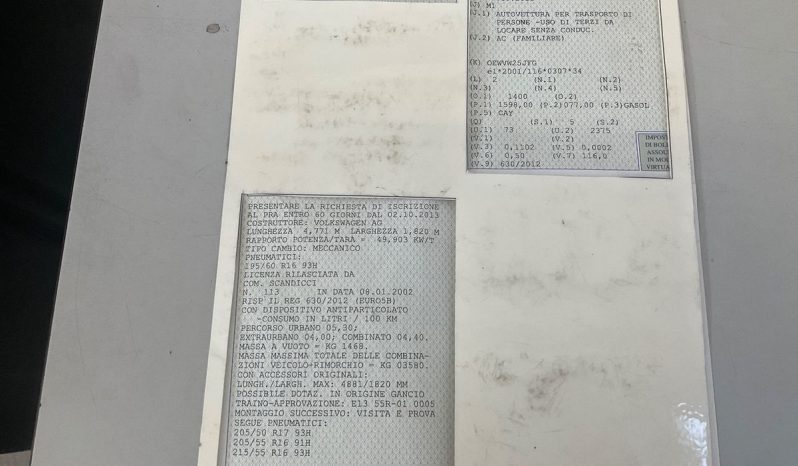 (J) M1
(J.1) AUTOVETTURA PER TRASPORTO DI
PERSONE -USO DI TERZI DA
LOCARE SENZA CONDUC.
(J.2) AC (FAMILIARE)
(K) OEWVW25JFG
e1*2001/116*0307*34
(L) 2 (N.1) (N.2)
(N.3) (N.4) (N.5)
(O.1) 1400 (O.2)
(P.1) 1598,00 (P.2)077,00 (P.3)GASOL
(P.5) CAY
(Q) (S.1) 5 (S.2)
(U.1) 73 (U.2) 2375
(V.1) (V.2)
(V.3) 0,1102 (V.5) 0,0002
(V.6) 0,50 (V.7) 116,0
(V.9) 630/2012
IMPOS
DI BOL
ASSOL
IN MO
VIRTUA
PRESENTARE LA RICHIESTA DI ISCRIZIONE
AL PRA ENTRO 60 GIORNI DAL 02.10.2013
COSTRUTTORE: VOLKSWAGEN AG
LUNGHEZZA 4,771 M LARGHEZZA 1,820 M
RAPPORTO POTENZA/TARA = 49,903 KW/T
TIPO CAMBIO: MECCANICO
PNEUMATICI:
195/60 R16 93H
LICENZA RILASCIATA DA
COM. SCANDICCI
N. 113 IN DATA 08.01.2002
RISP IL REG 630/2012 (EURO5B)
CON DISPOSITIVO ANTIPARTICOLATO
-CONSUMO IN LITRI / 100 KM
PERCORSO URBANO 05,30;
EXTRAURBANO 04,00; COMBINATO 04,40.
MASSA A VUOTO = KG 1468.
MASSA MASSIMA TOTALE DELLE COMBINA-
ZIONI VEICOLO+RIMORCHIO = KG 03580.
CON ACCESSORI ORIGINALI:
LUNGH./LARGH. MAX: 4881/1820 MM
POSSIBILE DOTAZ. IN ORIGINE GANCIO
TRAINO-APPROVAZIONE: E13 55R-01 0005
MONTAGGIO SUCCESSIVO: VISITA E PROVA
SEGUE PNEUMATICI:
205/50 R17 93H
205/55 R16 91H
215/55 R16 93H